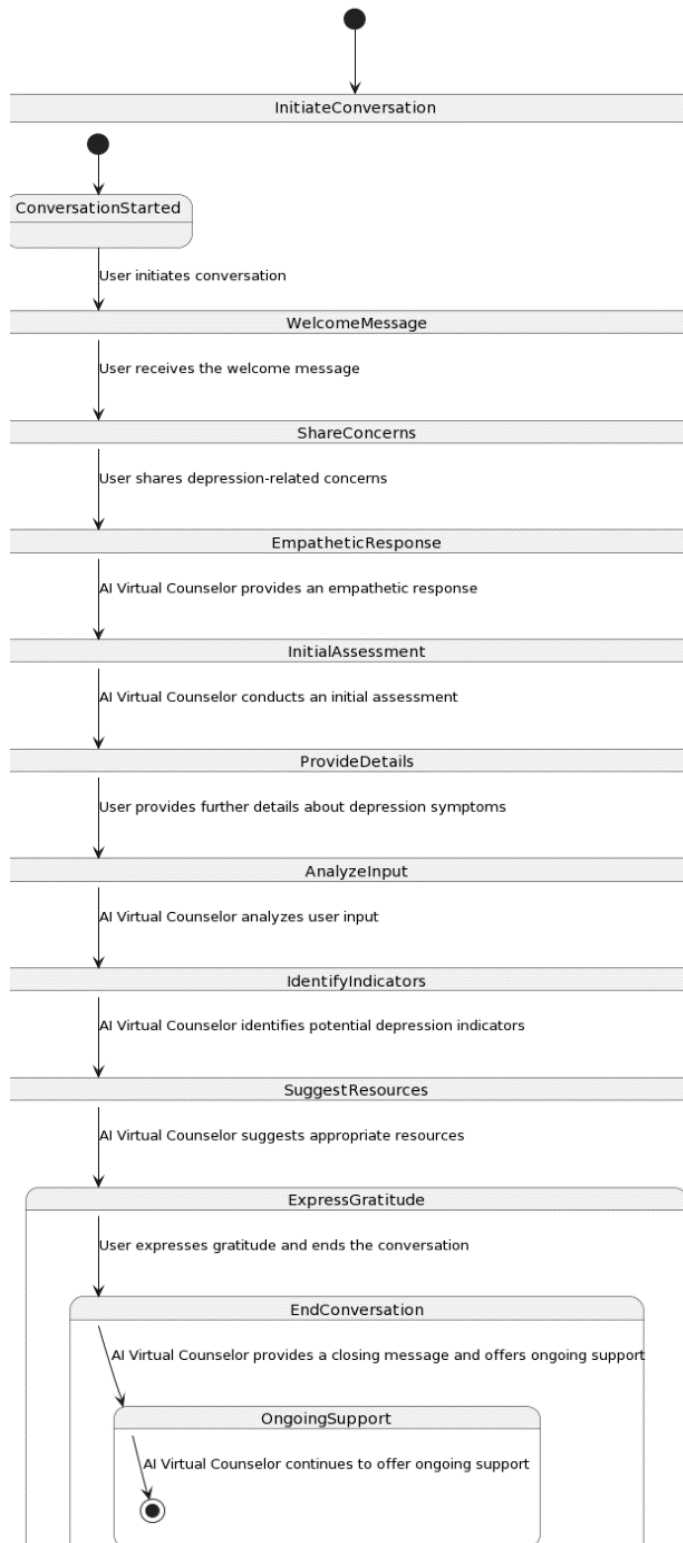 InitiateConversation
ConversationStarted
User initiates conversation
WelcomeMessage
User receives the welcome message
ShareConcerns
User shares depression-related concerns
EmpatheticResponse
AI Virtual Counselor provides an empathetic response
InitialAssessment
AI Virtual Counselor conducts an initial assessment
ProvideDetails
User provides further details about depression symptoms
AnalyzeInput
AI Virtual Counselor analyzes user input
IdentifyIndicators
AI Virtual Counselor identifies potential depression indicators
SuggestResources
AI Virtual Counselor suggests appropriate resources
ExpressGratitude
User expresses gratitude and ends the conversation
EndConversation
AI Virtual Counselor provides a closing message and offers ongoing support
OngoingSupport
AI Virtual Counselor continues to offer ongoing support